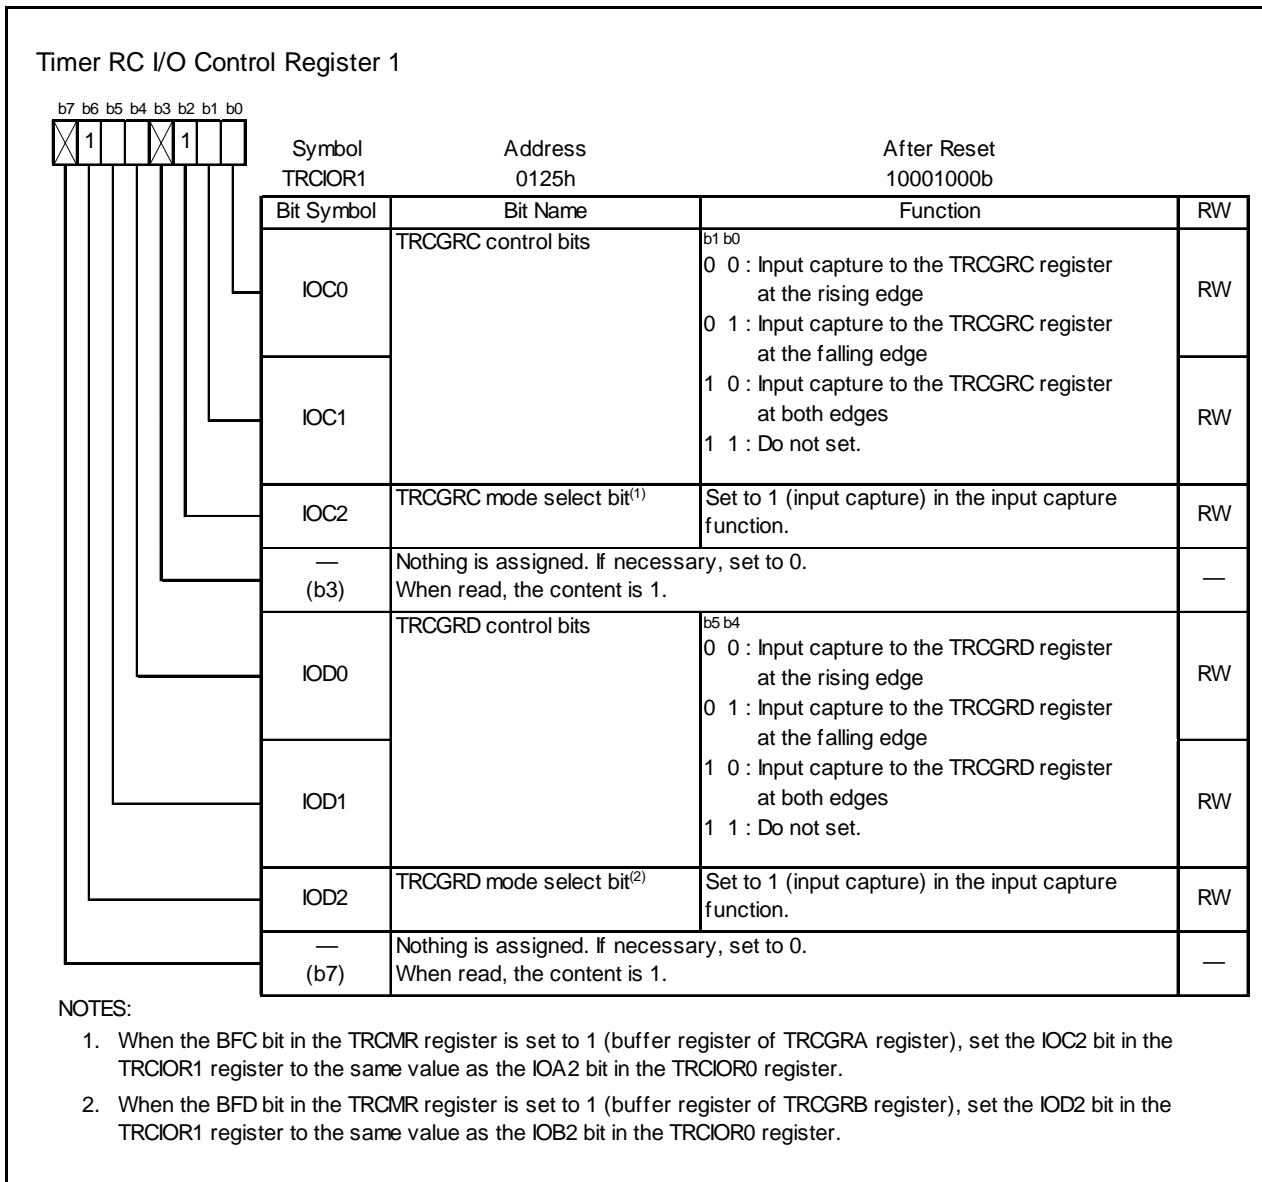 Timer RC I/O Control Register 1
b7 b6 b5 b4 b3 b2 b1 b0
1 1
Symbol Address After Reset
TRCIOR1 0125h 10001000b
Bit Symbol Bit Name Function RW
IOC0 TRCGRC control bits b1 b0
0 0 : Input capture to the TRCGRC register
at the rising edge
RW
0 1 : Input capture to the TRCGRC register
at the falling edge
IOC1
1 0 : Input capture to the TRCGRC register
at both edges
RW
1 1 : Do not set.
IOC2 TRCGRC mode select bit(1) Set to 1 (input capture) in the input capture
function.
RW
— Nothing is assigned. If necessary, set to 0.
(b3) When read, the content is 1. —
IOD0 TRCGRD control bits b5 b4
0 0 : Input capture to the TRCGRD register
at the rising edge
RW
0 1 : Input capture to the TRCGRD register
at the falling edge
IOD1
1 0 : Input capture to the TRCGRD register
at both edges
RW
1 1 : Do not set.
IOD2 TRCGRD mode select bit(2) Set to 1 (input capture) in the input capture
function.
RW
— Nothing is assigned. If necessary, set to 0.
(b7) When read, the content is 1. —
NOTES:
1. When the BFC bit in the TRCMR register is set to 1 (buffer register of TRCGRA register), set the IOC2 bit in the
TRCIOR1 register to the same value as the IOA2 bit in the TRCIOR0 register.
2. When the BFD bit in the TRCMR register is set to 1 (buffer register of TRCGRB register), set the IOD2 bit in the
TRCIOR1 register to the same value as the IOB2 bit in the TRCIOR0 register.